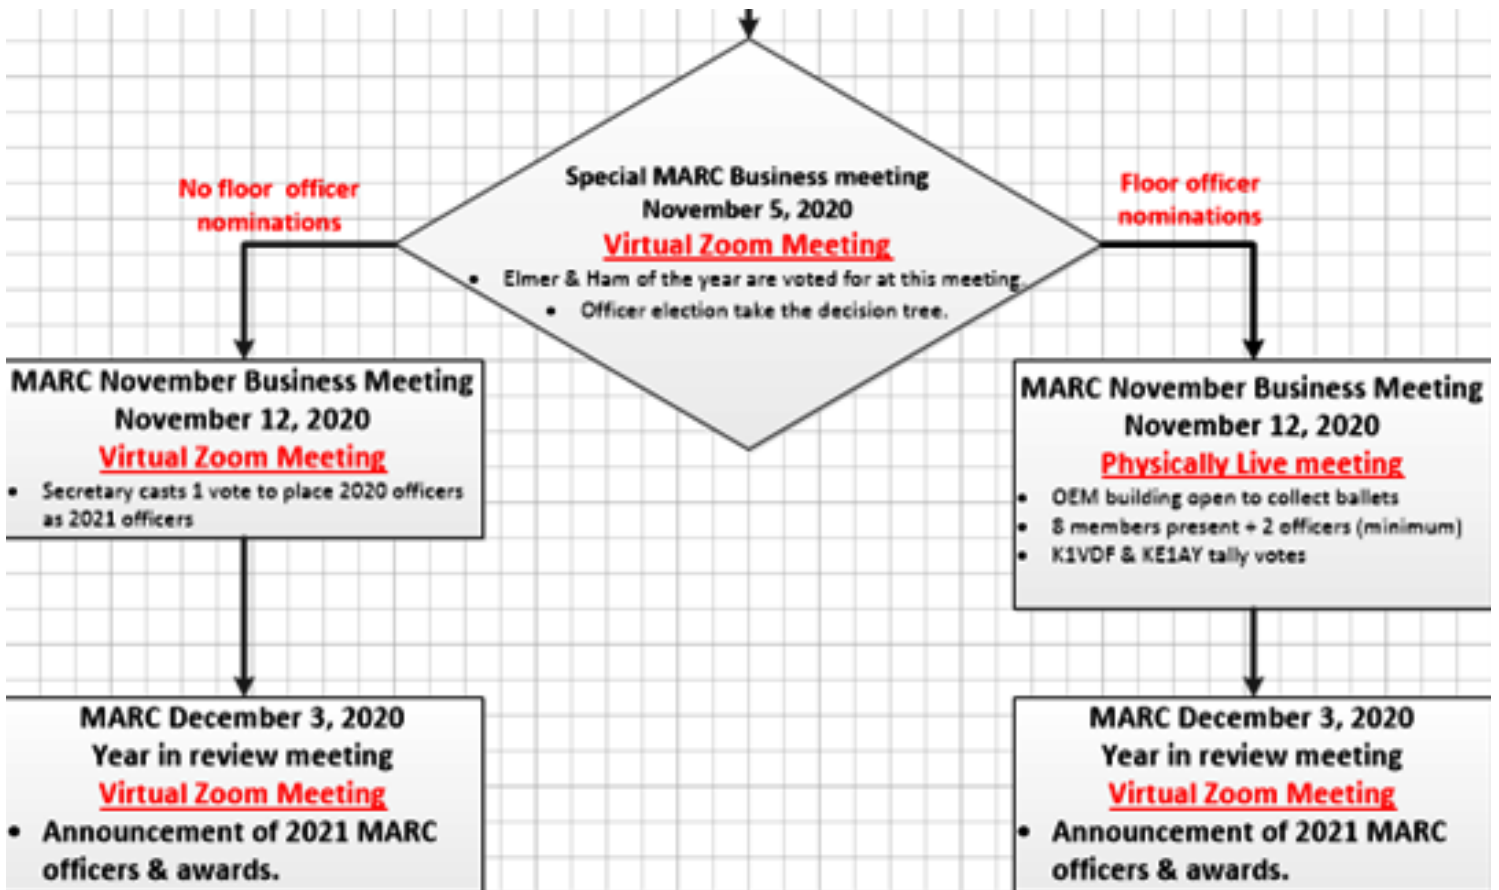 Special MARC Business meeting
November 5, 2020
Virtual Zoom Meeting
• Elmer & Ham of the year are voted for at this meeting.
• Officer election take the decision tree.
No floor officer
nominations
Floor officer
nominations
MARC November Business Meeting
November 12, 2020
Virtual Zoom Meeting
• Secretary casts 1 vote to place 2020 officers
as 2021 officers
MARC November Business Meeting
November 12, 2020
Physically Live meeting
• OEM building open to collect ballets
• 8 members present + 2 officers (minimum)
• K1VDF & KE1AY tally votes
MARC December 3, 2020
Year in review meeting
Virtual Zoom Meeting
• Announcement of 2021 MARC
officers & awards.
MARC December 3, 2020
Year in review meeting
Virtual Zoom Meeting
• Announcement of 2021 MARC
officers & awards.